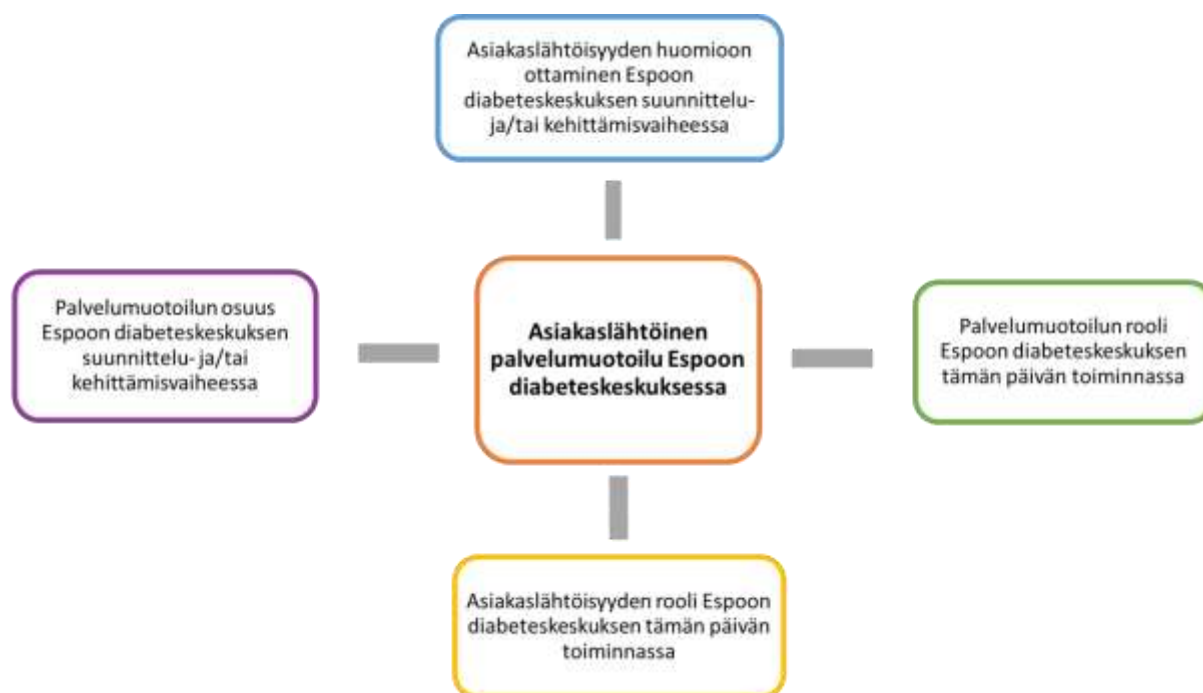 Asiakaslähtöisyyden huomioon
ottaminen Espoon
diabeteskeskuksen suunnittelu-
ja/tai kehittämisvaiheessa
Palvelumuotoilun osuus
Espoon diabeteskeskuksen
suunnittelu- ja/tai
kehittämisvaiheessa
Asiakaslähtöinen
palvelumuotoilu Espoon
diabeteskeskuksessa
Palvelumuotoilun rooli
Espoon diabeteskeskuksen
tämän päivän toiminnassa
Asiakaslähtöisyyden rooli Espoon
diabeteskeskuksen tämän päivän
toiminnassa